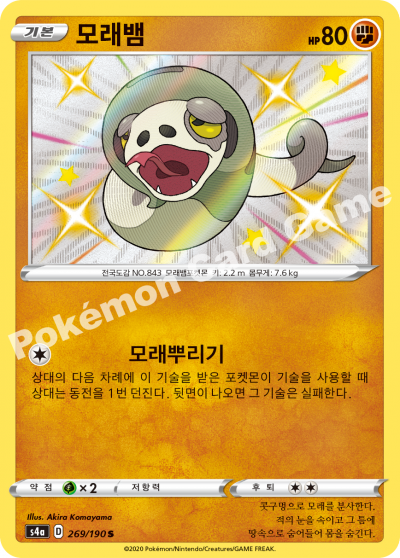 기본 모래뱀 HP 80
전국도감 NO.843 모래뱀포켓몬 키: 2.2 m 몸무게: 7.6 kg
Pokémon Card Game
모래뿌리기
상대의 다음 차례에 이 기술을 받은 포켓몬이 기술을 사용할 때
상대는 동전을 1번 던진다. 뒷면이 나오면 그 기술은 실패한다.
약점 ×2 저항력 후퇴
Illus. Akira Komayama
s4a D 269/190 S
콧구멍으로 모래를 분사한다.
적의 눈을 속이고 그 틈에
땅속으로 숨어들어 몸을 숨긴다.
©2020 Pokémon/Nintendo/Creatures/GAME FREAK.